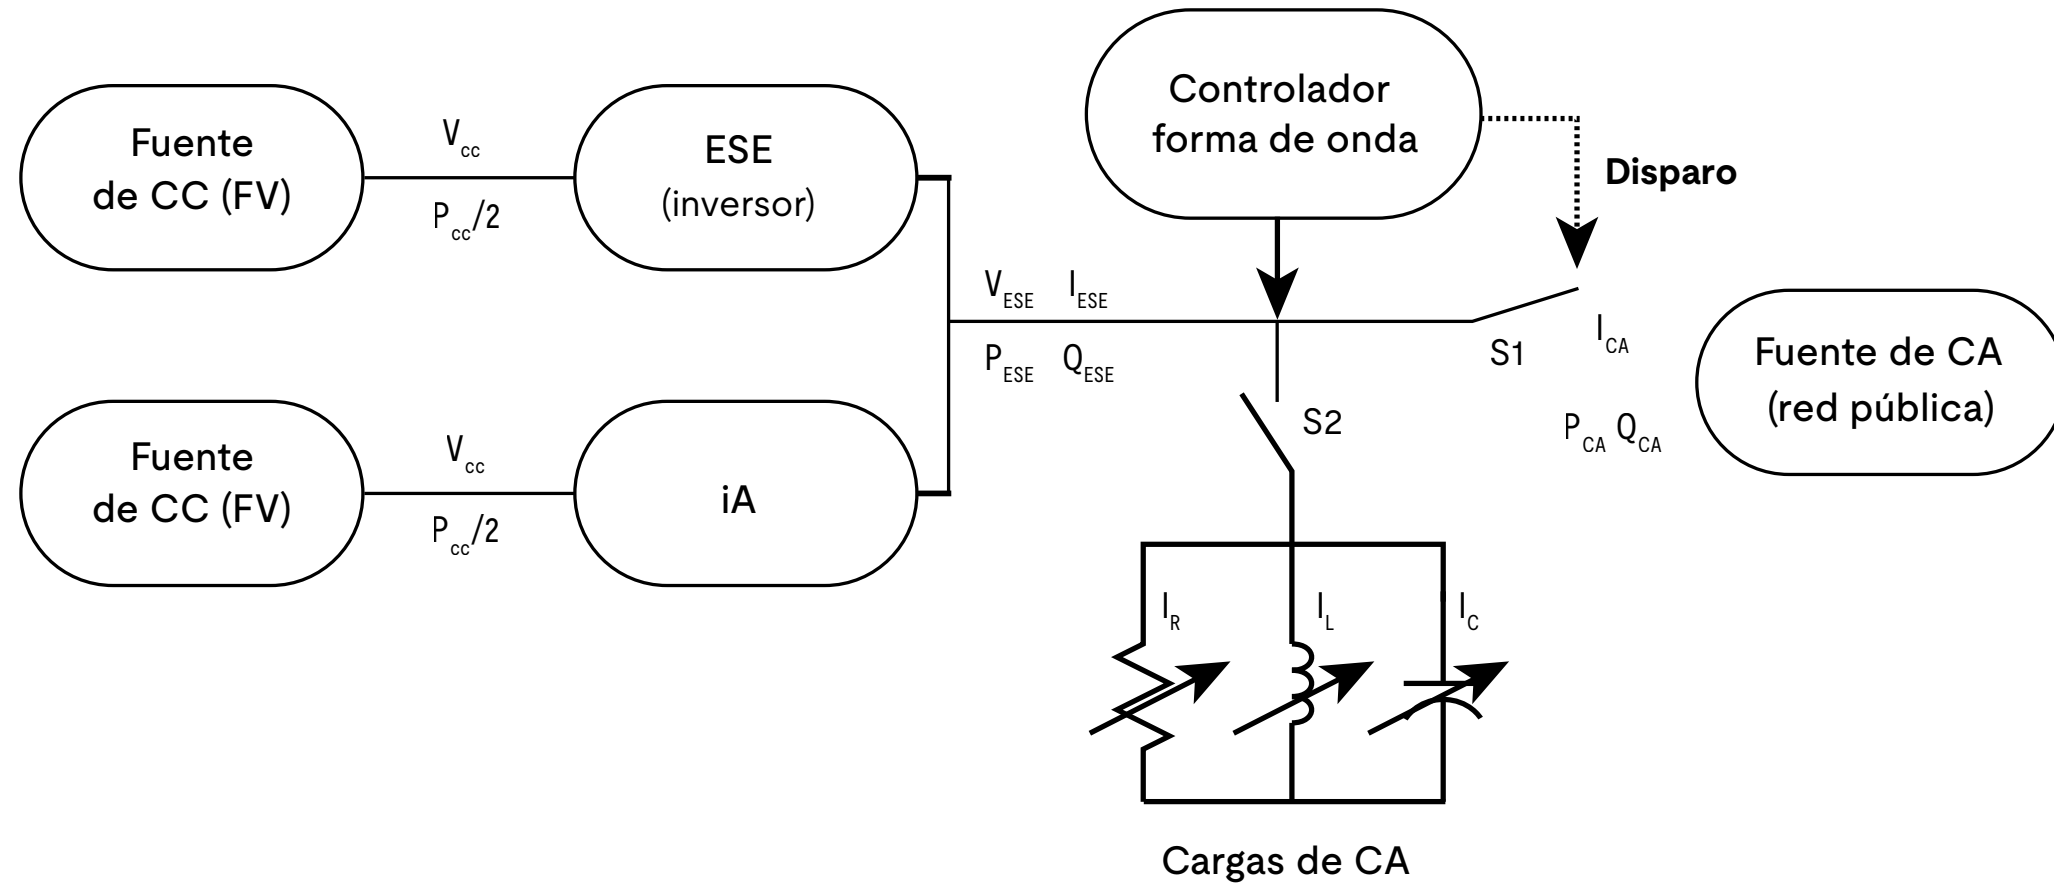 Fuente
de CC (FV)
V_cc
P_cc/2
ESE
(inversor)
Controlador
forma de onda
Disparo
V_ESE I_ESE
P_ESE Q_ESE
S1
I_CA
P_CA Q_CA
Fuente de CA
(red pública)
S2
Fuente
de CC (FV)
V_cc
P_cc/2
iA
I_R
I_L
I_C
Cargas de CA